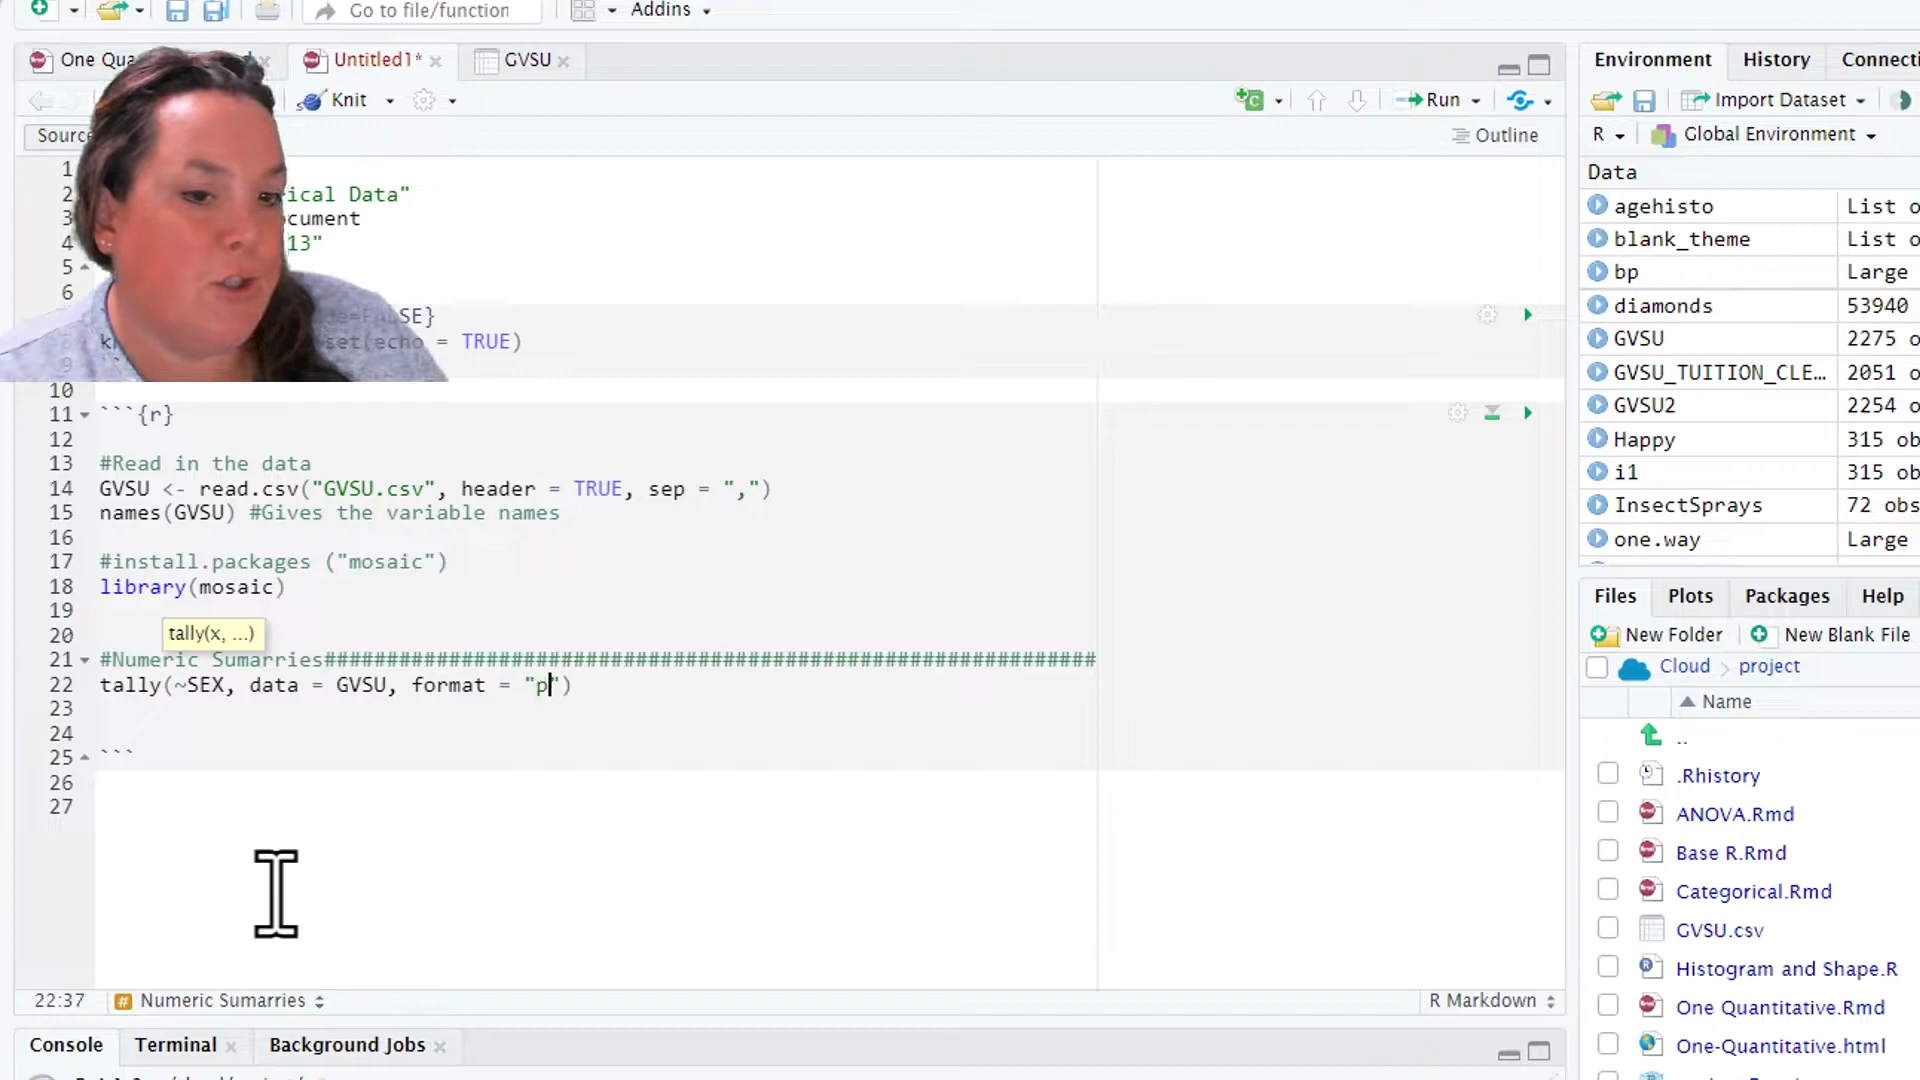 Go to file/function Addins
One Qua Untitled1* GVSU
Knit Run
Sourc Outline
1
2 ical Data"
3 ocument
4 13"
5
6
=FALSE}
8 k set(echo = TRUE)
9
10
11 ```{r}
12
13 #Read in the data
14 GVSU <- read.csv("GVSU.csv", header = TRUE, sep = ",")
15 names(GVSU) #Gives the variable names
16
17 #install.packages ("mosaic")
18 library(mosaic)
19
20 tally(x, ...)
21 #Numeric Sumarries##############################################################
22 tally(~SEX, data = GVSU, format = "p")
23
24
25 ```
26
27
22:37 # Numeric Sumarries R Markdown
Console Terminal Background Jobs
Environment History Connecti
Import Dataset
R Global Environment
Data
agehisto List o
blank_theme List o
bp Large
diamonds 53940
GVSU 2275 o
GVSU_TUITION_CLE... 2051 o
GVSU2 2254 o
Happy 315 ob
i1 315 ob
InsectSprays 72 obs
one.way Large
Files Plots Packages Help
New Folder New Blank File
Cloud > project
Name
..
.Rhistory
ANOVA.Rmd
Base R.Rmd
Categorical.Rmd
GVSU.csv
Histogram and Shape.R
One Quantitative.Rmd
One-Quantitative.html